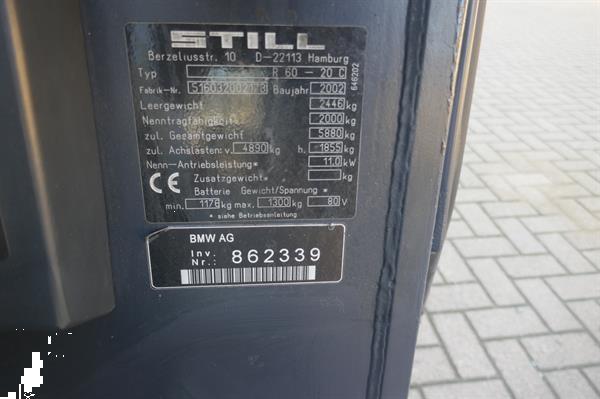 STILL
Berzeliusstr. 10 D-22113 Hamburg
Typ R 60 - 20 C
Fabrik-Nr. 516032002173 Baujahr 2002
Leergewicht 2446 kg
Nenntragfähigkeit* 2000 kg
zul. Gesamtgewicht 5880 kg
zul. Achslasten: v. 4890 kg h. 1855 kg
Nenn-Antriebsleistung* 11.0 kW
Zusatzgewicht* kg
CE
Batterie Gewicht/Spannung *
min. 1176 kg max. 1300 kg 80 V
* siehe Betriebsanleitung
646202
BMW AG
Inv.
Nr.: 862339